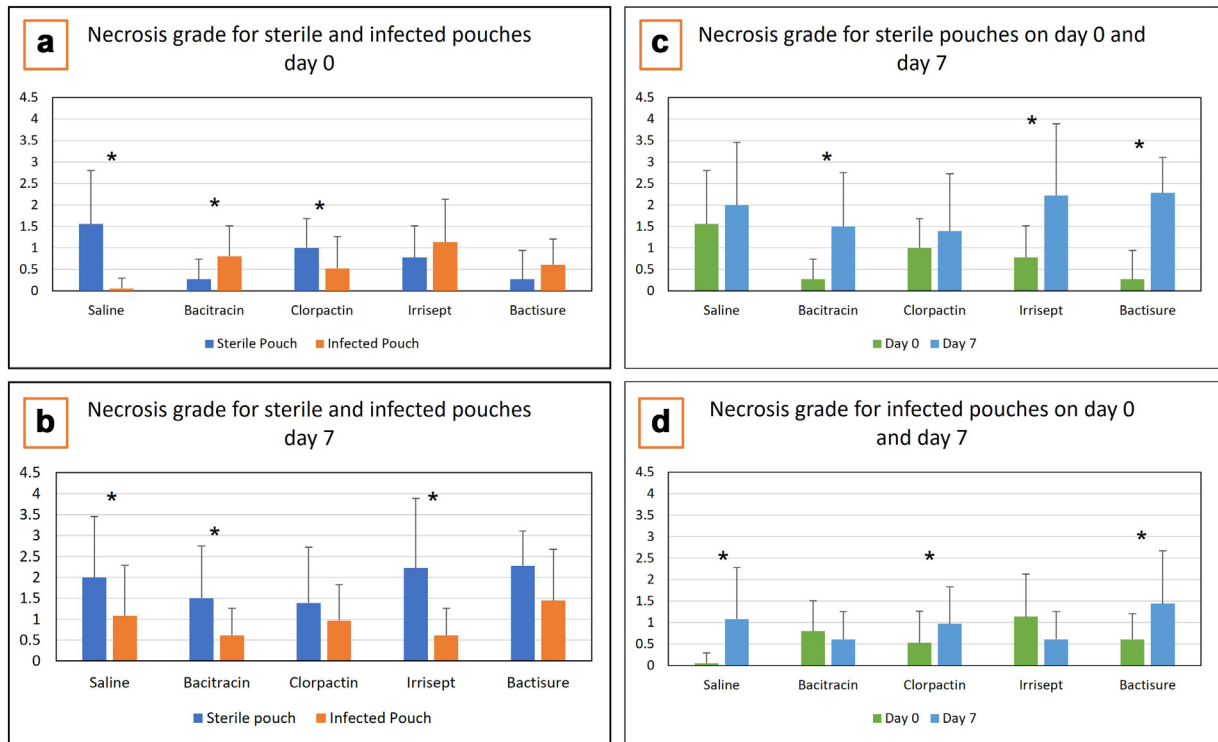 a
Necrosis grade for sterile and infected pouches
day 0
4.5
4
3.5
3
2.5
2
1.5
1
0.5
0
*
*
*
Saline Bacitracin Clorpactin Irrisept Bactisure
Sterile Pouch Infected Pouch
b
Necrosis grade for sterile and infected pouches
day 7
4.5
4
3.5
3
2.5
2
1.5
1
0.5
0
*
*
*
Saline Bacitracin Clorpactin Irrisept Bactisure
Sterile pouch Infected Pouch
c
Necrosis grade for sterile pouches on day 0 and
day 7
4.5
4
3.5
3
2.5
2
1.5
1
0.5
0
*
*
*
Saline Bacitracin Clorpactin Irrisept Bactisure
Day 0 Day 7
d
Necrosis grade for infected pouches on day 0
and day 7
4.5
4
3.5
3
2.5
2
1.5
1
0.5
0
*
*
*
Saline Bacitracin Clorpactin Irrisept Bactisure
Day 0 Day 7